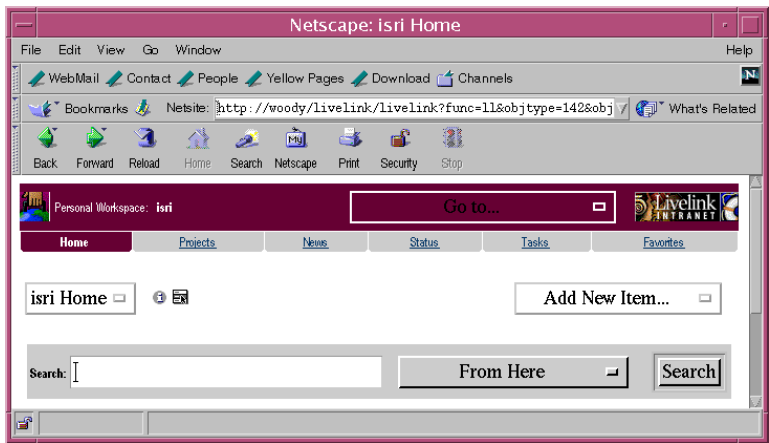 Netscape: isri Home
File Edit View Go Window Help
WebMail Contact People Yellow Pages Download Channels
N
Bookmarks Netsite: http://woody/livelink/livelink?func=ll&objtype=142&obj What's Related
My
Back Forward Reload Home Search Netscape Print Security Stop
Personal Workspace: isri Go to... Livelink
INTRANET
Home Projects News Status Tasks Favorites
isri Home Add New Item...
Search: From Here Search